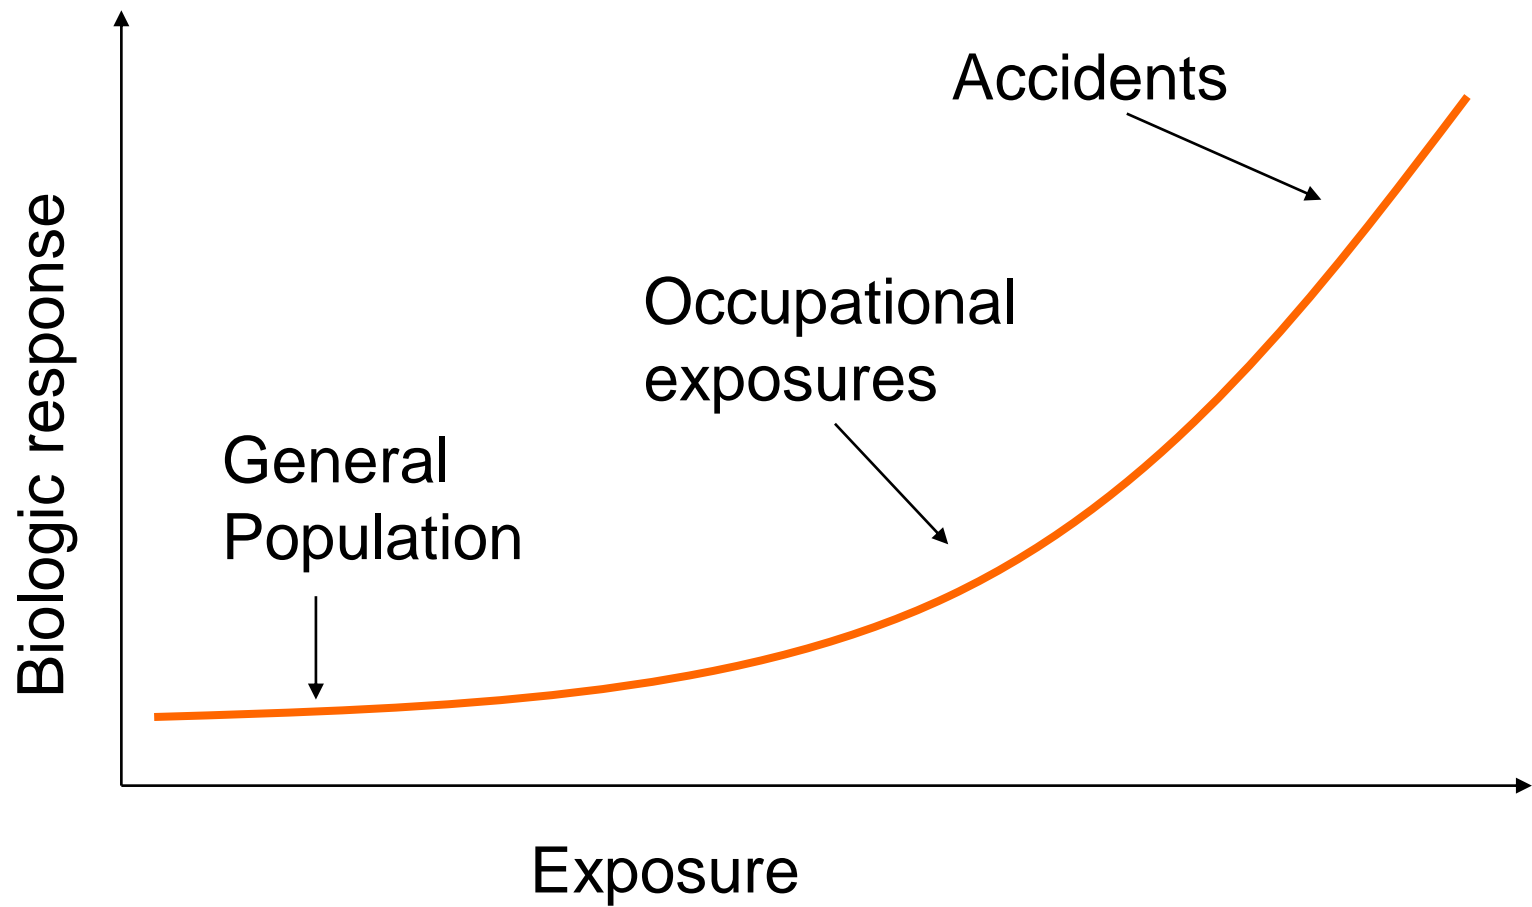 Accidents
Occupational
exposures
General
Population
Biologic response
Exposure